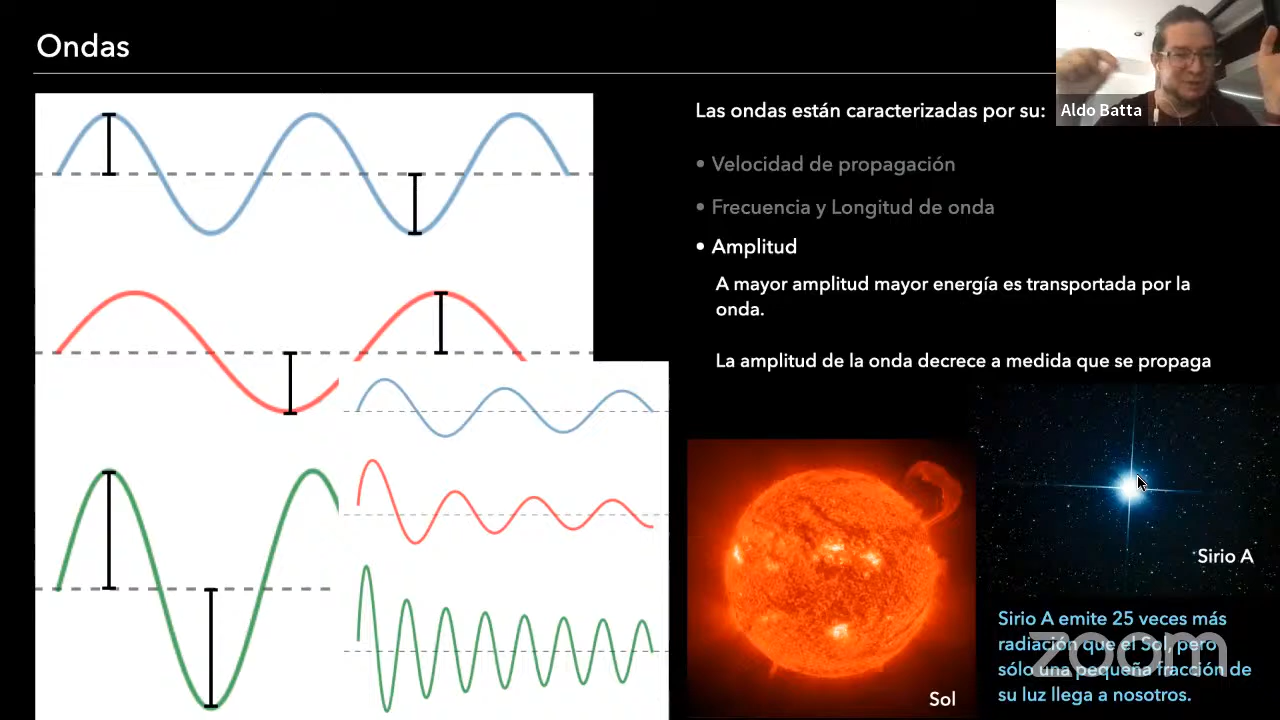 Ondas
Las ondas están caracterizadas por su:
Aldo Batta
• Velocidad de propagación
• Frecuencia y Longitud de onda
• Amplitud
A mayor amplitud mayor energía es transportada por la
onda.
La amplitud de la onda decrece a medida que se propaga
Sirio A
Sol
Sirio A emite 25 veces más
radiación que el Sol, pero
sólo una pequeña fracción de
su luz llega a nosotros.
zoom